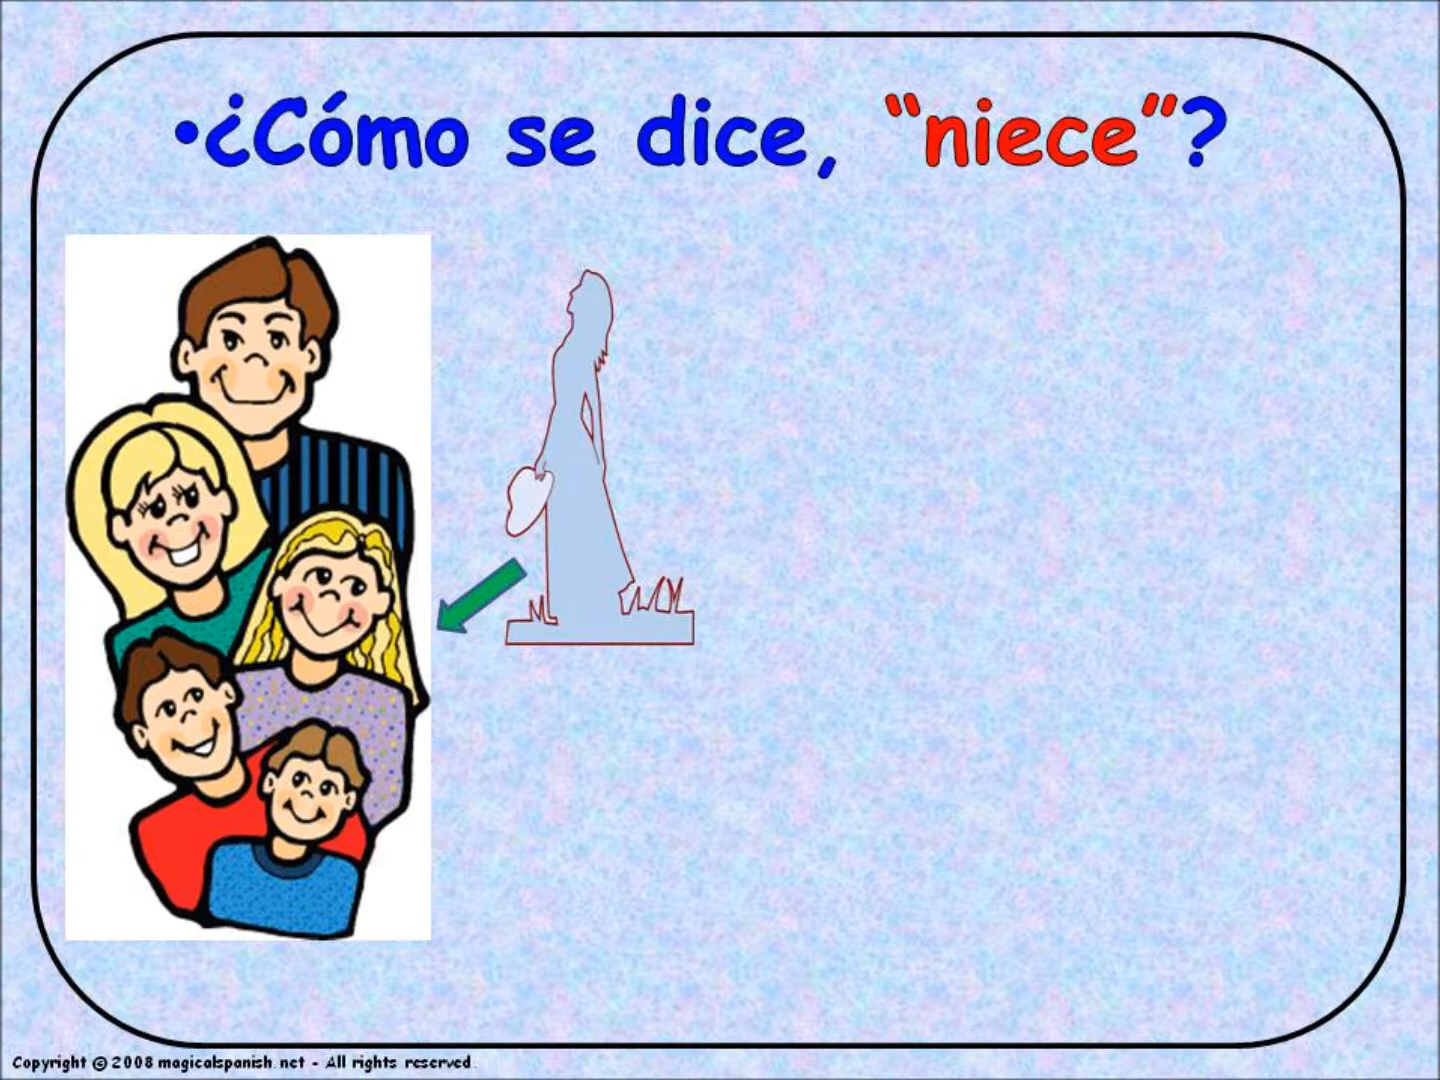 •¿Cómo se dice, “niece”?
Copyright © 2008 magicalspanish.net - All rights reserved.